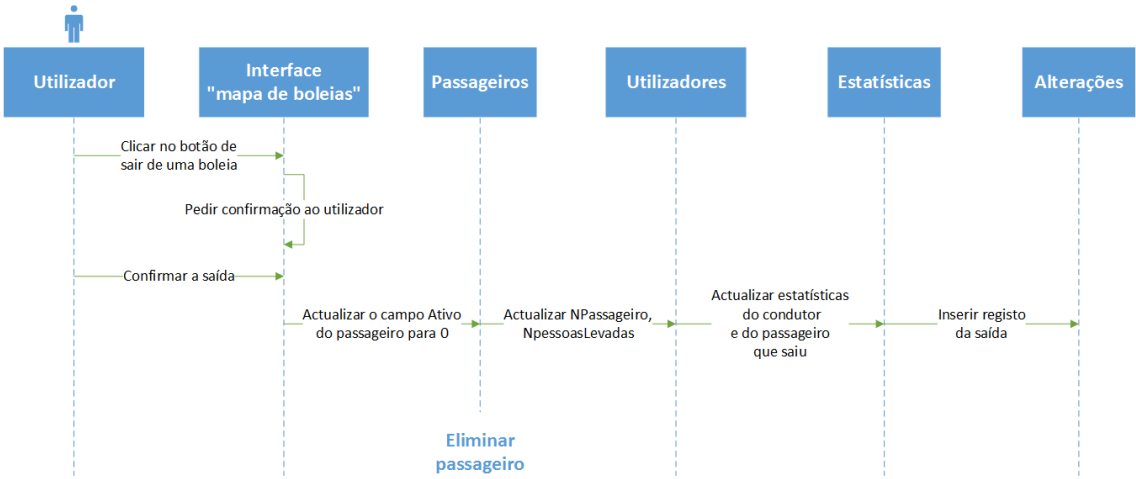 Utilizador
Interface
"mapa de boleias"
Passageiros
Utilizadores
Estatísticas
Alterações
Clicar no botão de
sair de uma boleia
Pedir confirmação ao utilizador
Confirmar a saída
Actualizar o campo Ativo
do passageiro para 0
Actualizar NPassageiro,
NpessoasLevadas
Actualizar estatísticas
do condutor
e do passageiro
que saiu
Inserir registo
da saída
Eliminar
passageiro